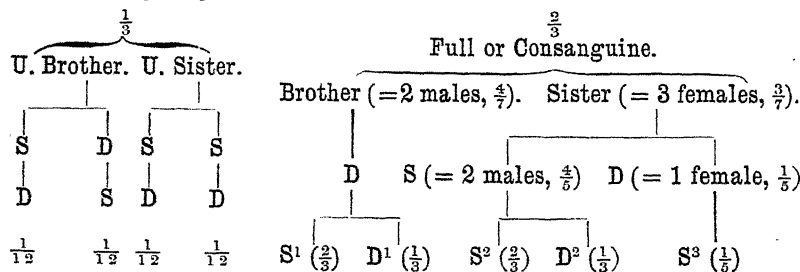 1/3
2/3
Full or Consanguine.
U. Brother. U. Sister.
Brother (=2 males, 4/7). Sister (= 3 females, 3/7).
S D S S
D S (= 2 males, 4/5) D (= 1 female, 1/5)
D S D D
1/12 1/12 1/12 1/12
S¹ (2/3) D¹ (1/3) S² (2/3) D² (1/3) S³ (1/5)